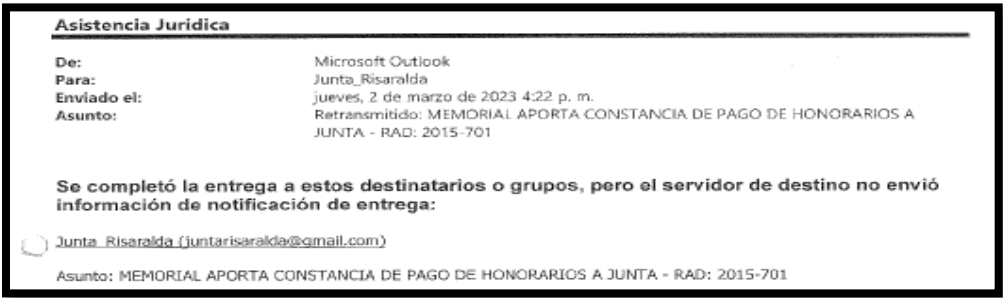 Asistencia Juridica
De: Microsoft Outlook
Para: Junta_Risaralda
Enviado el: jueves, 2 de marzo de 2023 4:22 p. m.
Asunto: Retransmitido: MEMORIAL APORTA CONSTANCIA DE PAGO DE HONORARIOS A
JUNTA - RAD: 2015-701
Se completó la entrega a estos destinatarios o grupos, pero el servidor de destino no envió
información de notificación de entrega:
Junta_Risaralda (juntarisaralda@gmail.com)
Asunto: MEMORIAL APORTA CONSTANCIA DE PAGO DE HONORARIOS A JUNTA - RAD: 2015-701